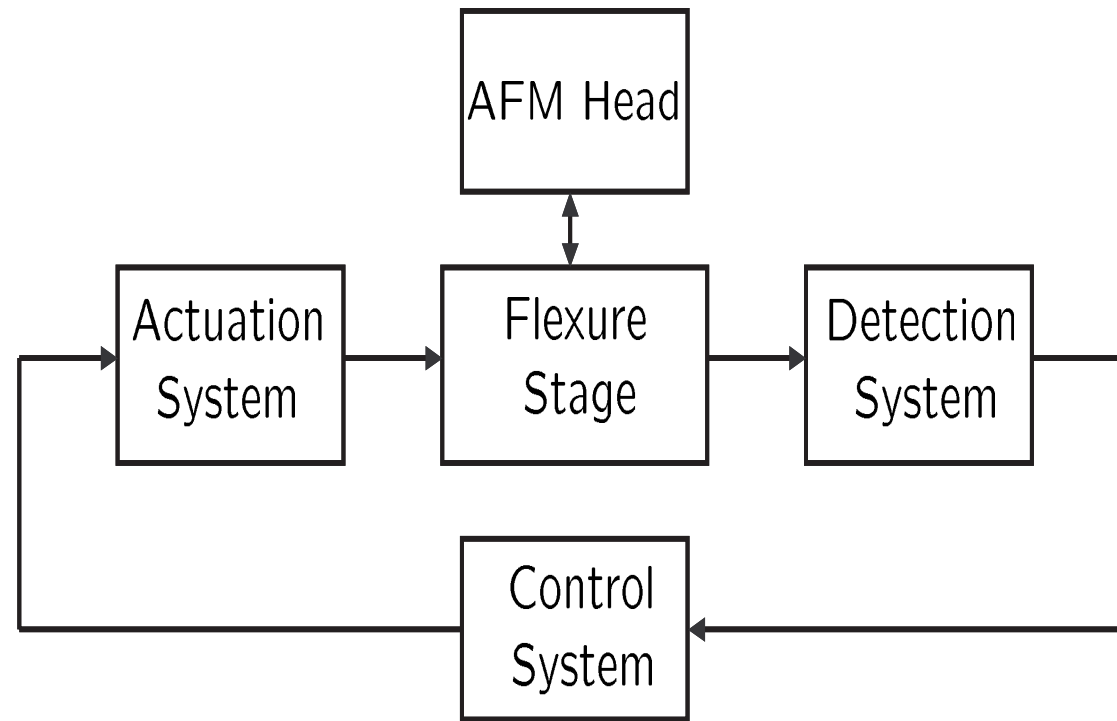 AFM Head
Actuation
System
Flexure
Stage
Detection
System
Control
System